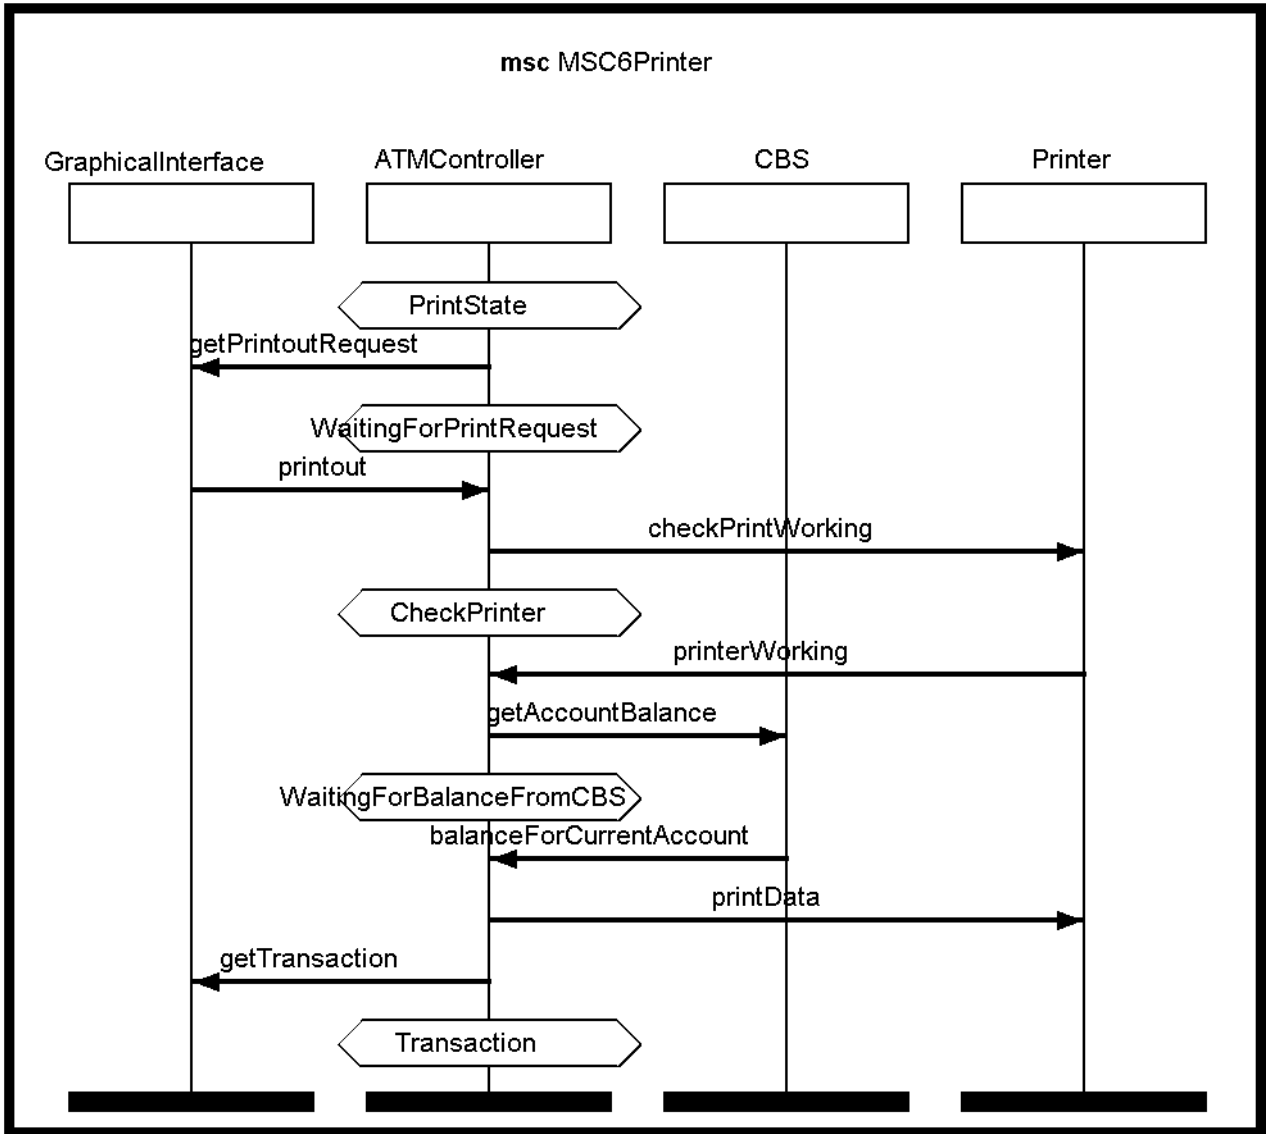 msc MSC6Printer
GraphicalInterface
ATMController
CBS
Printer
PrintState
getPrintoutRequest
WaitingForPrintRequest
printout
checkPrintWorking
CheckPrinter
printerWorking
getAccountBalance
WaitingForBalanceFromCBS
balanceForCurrentAccount
printData
getTransaction
Transaction